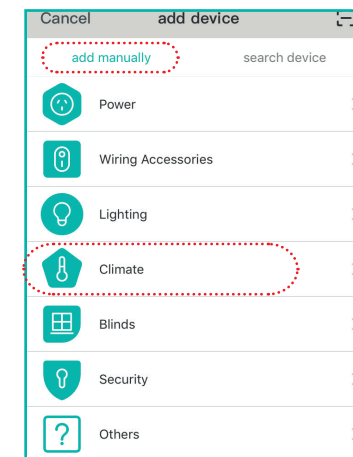 Cancel add device
add manually search device
Power
Wiring Accessories
Lighting
Climate
Blinds
Security
Others